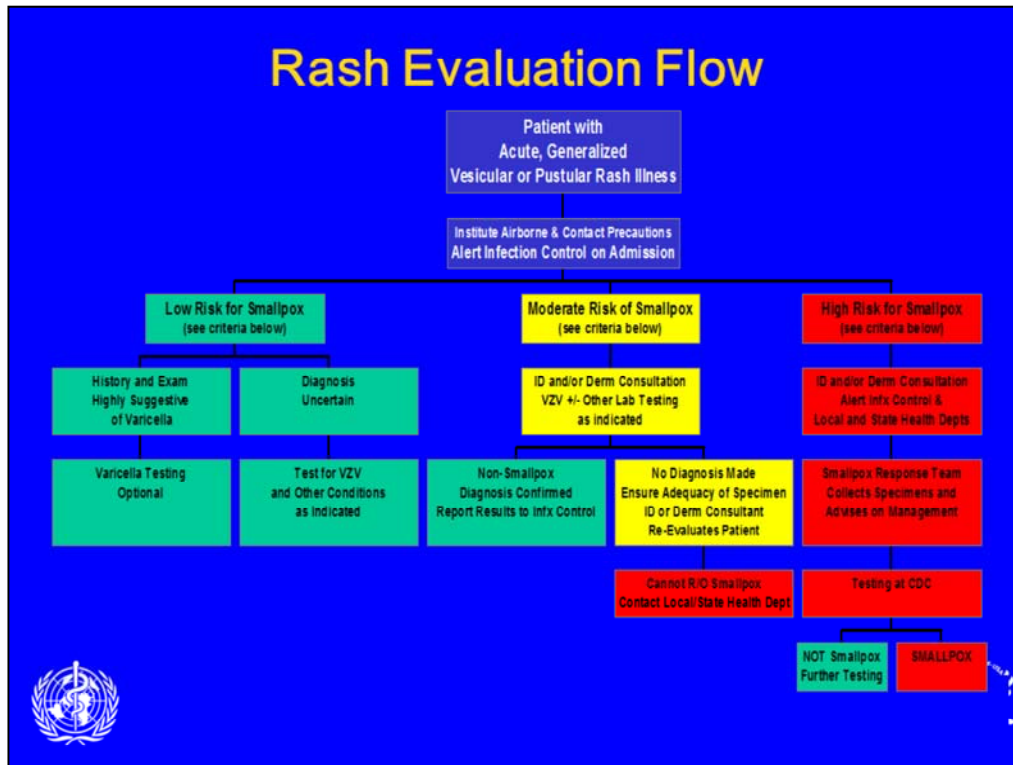 Rash Evaluation Flow
Patient with
Acute, Generalized
Vesicular or Pustular Rash Illness
Institute Airborne & Contact Precautions
Alert Infection Control on Admission
Low Risk for Smallpox
(see criteria below)
Moderate Risk of Smallpox
(see criteria below)
High Risk for Smallpox
(see criteria below)
History and Exam
Highly Suggestive
of Varicella
Diagnosis
Uncertain
ID and/or Derm Consultation
VZV +/- Other Lab Testing
as indicated
ID and/or Derm Consultation
Alert Infx Control &
Local and State Health Depts
Varicella Testing
Optional
Test for VZV
and Other Conditions
as Indicated
Non-Smallpox
Diagnosis Confirmed
Report Results to Infx Control
No Diagnosis Made
Ensure Adequacy of Specimen
ID or Derm Consultant
Re-Evaluates Patient
Smallpox Response Team
Collects Specimens and
Advises on Management
Cannot R/O Smallpox
Contact Local/State Health Dept
Testing at CDC
NOT Smallpox
Further Testing
SMALLPOX